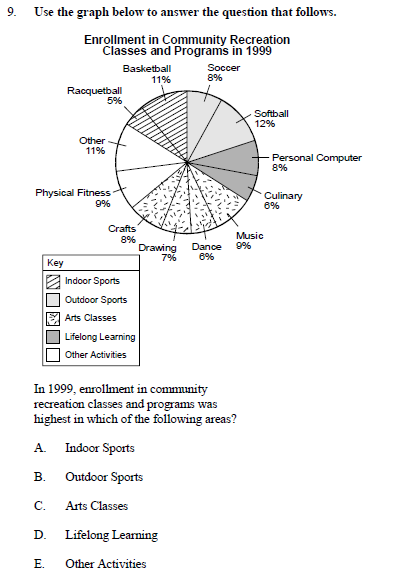 9. Use the graph below to answer the question that follows.
Enrollment in Community Recreation
Classes and Programs in 1999
Basketball
11%
Soccer
8%
Racquetball
5%
Softball
12%
Other
11%
Personal Computer
8%
Physical Fitness
9%
Culinary
6%
Crafts
8%
Drawing
7%
Dance
6%
Music
9%
Key
Indoor Sports
Outdoor Sports
Arts Classes
Lifelong Learning
Other Activities
In 1999, enrollment in community
recreation classes and programs was
highest in which of the following areas?
A. Indoor Sports
B. Outdoor Sports
C. Arts Classes
D. Lifelong Learning
E. Other Activities